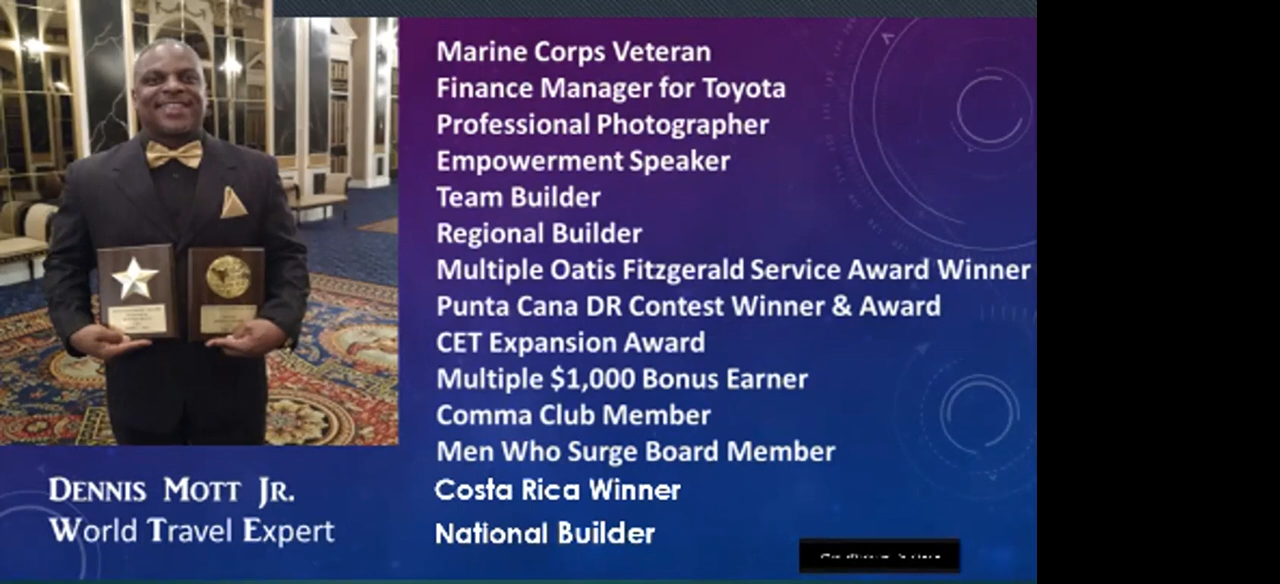 Marine Corps Veteran
Finance Manager for Toyota
Professional Photographer
Empowerment Speaker
Team Builder
Regional Builder
Multiple Oatis Fitzgerald Service Award Winner
Punta Cana DR Contest Winner & Award
CET Expansion Award
Multiple $1,000 Bonus Earner
Comma Club Member
Men Who Surge Board Member
Costa Rica Winner
National Builder
DENNIS MOTT JR.
World Travel Expert